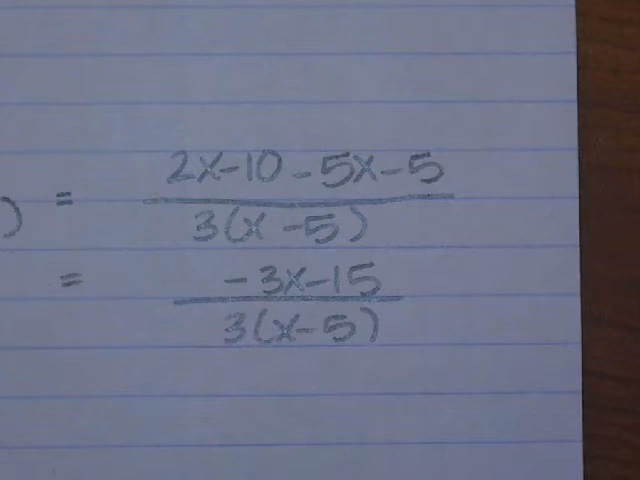 2x-10-5x-5
) =
3(x-5)
-3x-15
=
3(x-5)